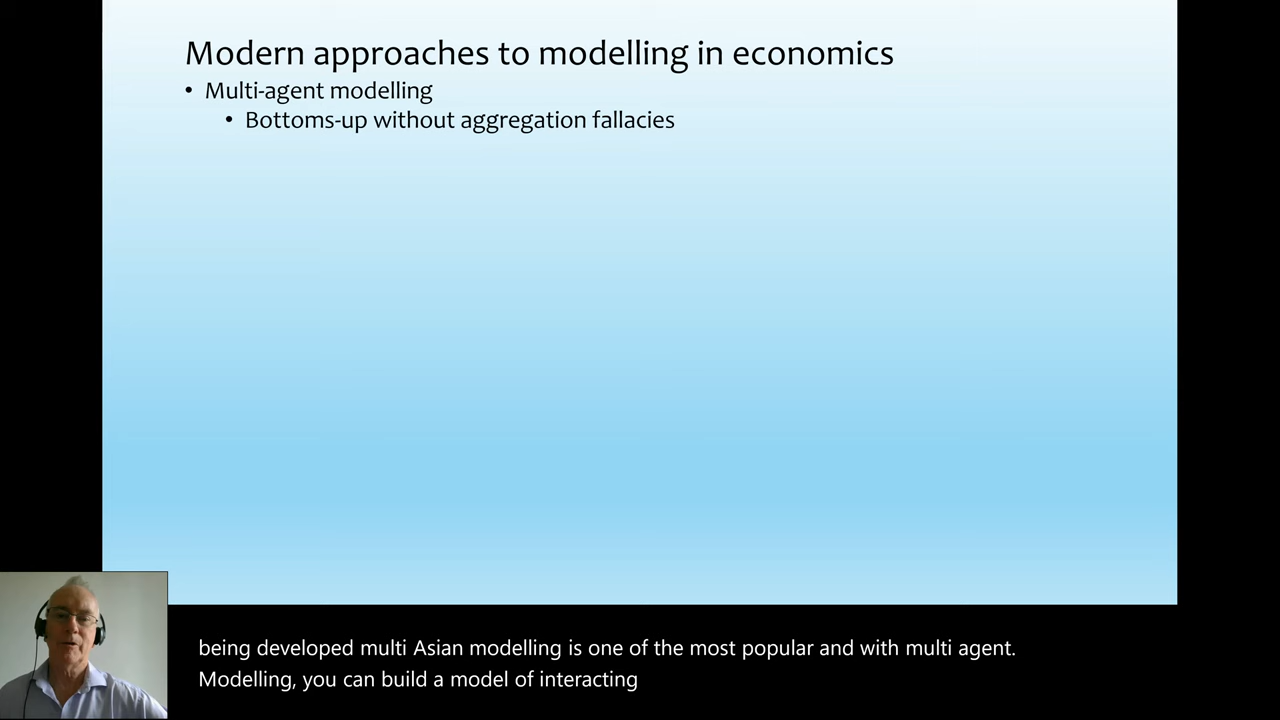 Modern approaches to modelling in economics
• Multi-agent modelling
• Bottoms-up without aggregation fallacies
being developed multi Asian modelling is one of the most popular and with multi agent.
Modelling, you can build a model of interacting